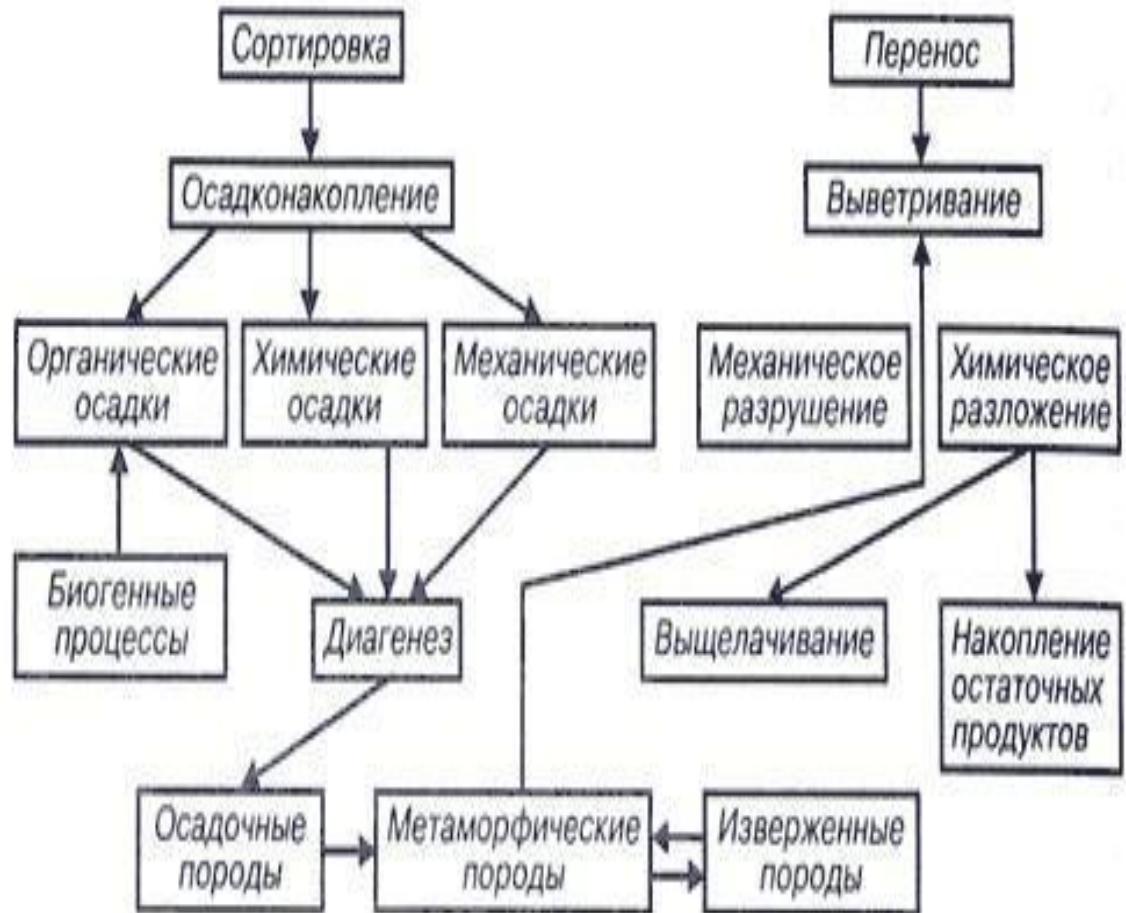 Сортировка
Перенос
Осадконакопление
Выветривание
Органические
осадки
Химические
осадки
Механические
осадки
Механическое
разрушение
Химическое
разложение
Биогенные
процессы
Диагенез
Выщелачивание
Накопление
остаточных
продуктов
Осадочные
породы
Метаморфические
породы
Изверженные
породы